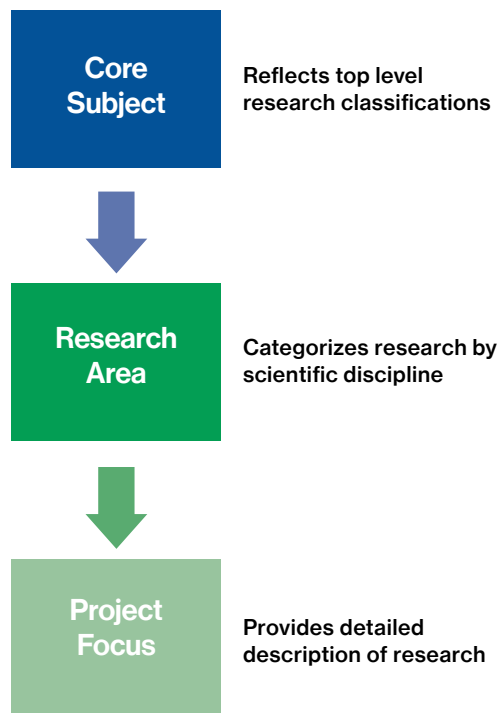 Core
Subject
Reflects top level
research classifications
Research
Area
Categorizes research by
scientific discipline
Project
Focus
Provides detailed
description of research